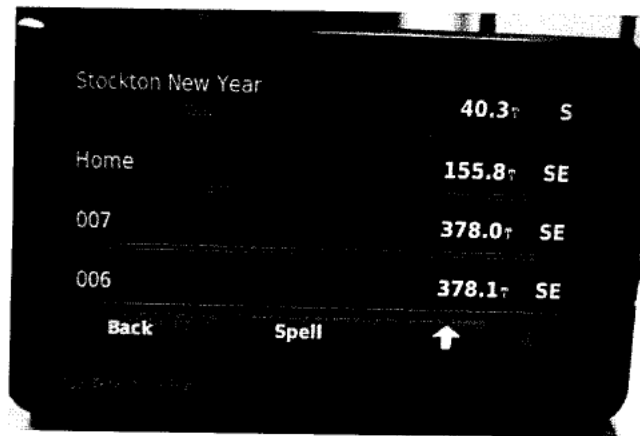 Stockton New Year
40.3 S
Home
155.8 SE
007
378.0 SE
006
378.1 SE
Back Spell